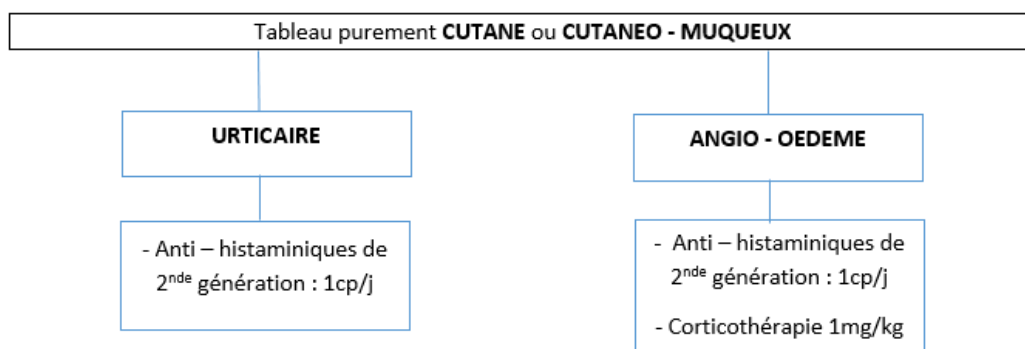 Tableau purement CUTANE ou CUTANEO - MUQUEUX
URTICAIRE
- Anti – histaminiques de
2nde génération : 1cp/j
ANGIO - OEDEME
- Anti – histaminiques de
2nde génération : 1cp/j
- Corticothérapie 1mg/kg